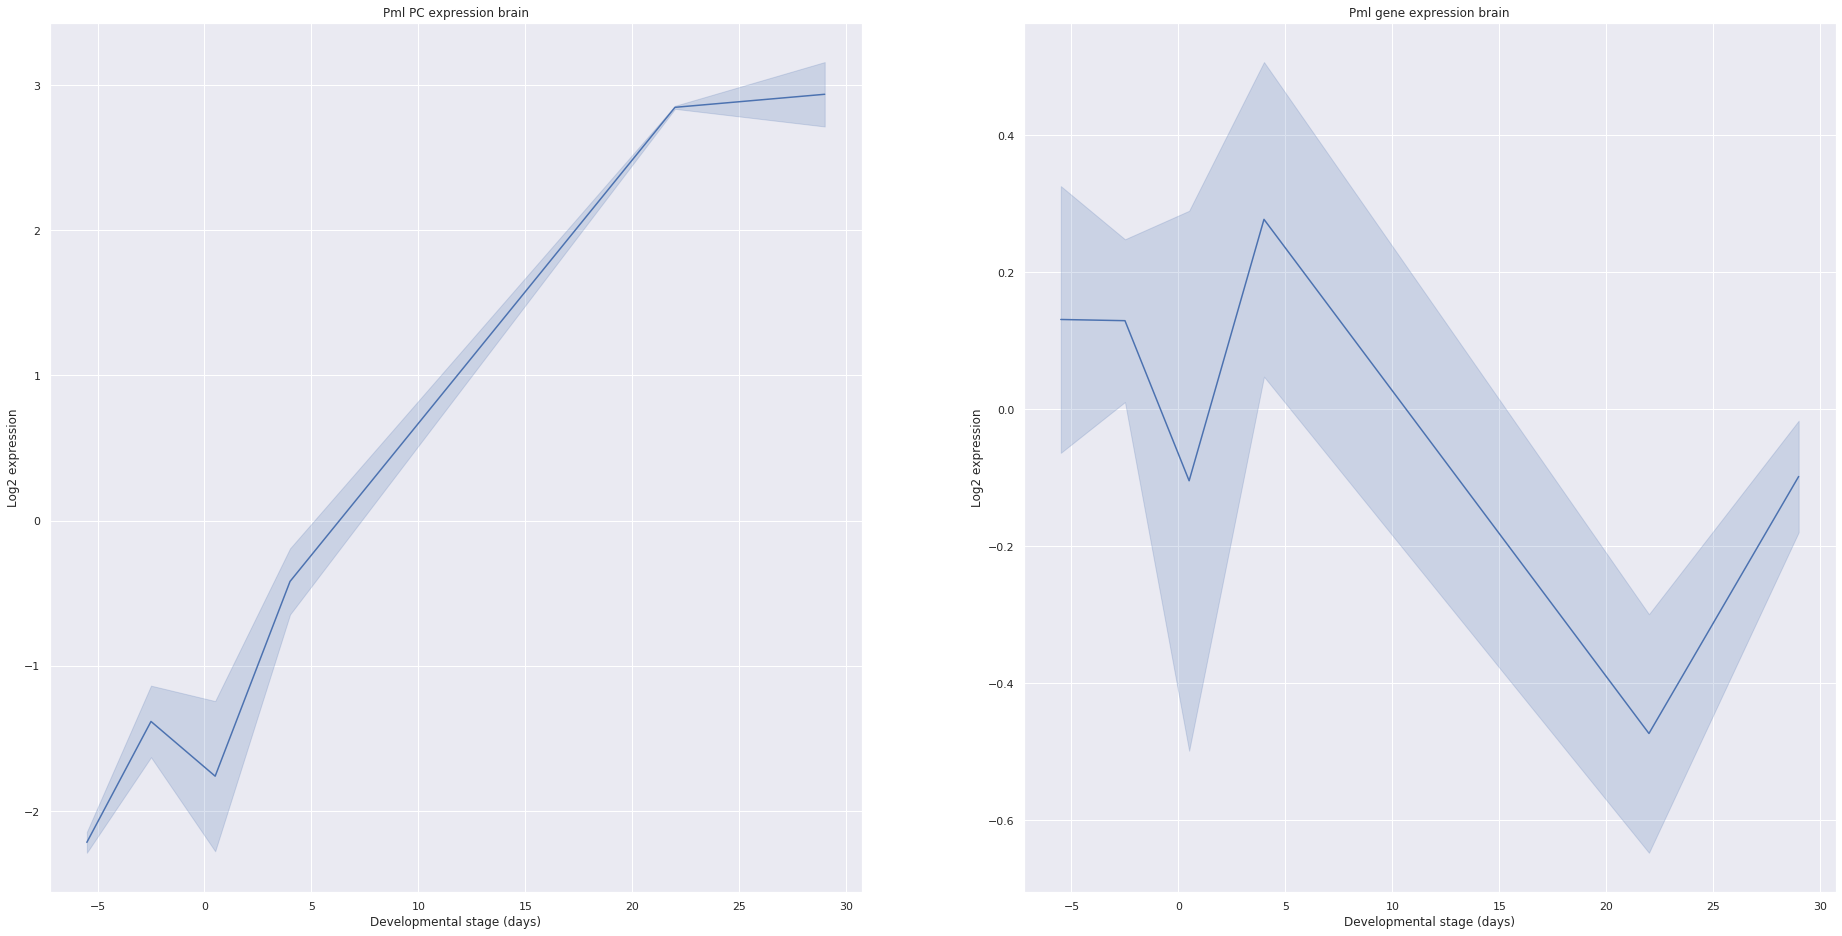 Pml PC expression brain
Log2 expression
3
2
1
0
−1
−2
−5 0 5 10 15 20 25 30
Developmental stage (days)
Pml gene expression brain
Log2 expression
0.4
0.2
0.0
−0.2
−0.4
−0.6
−5 0 5 10 15 20 25 30
Developmental stage (days)